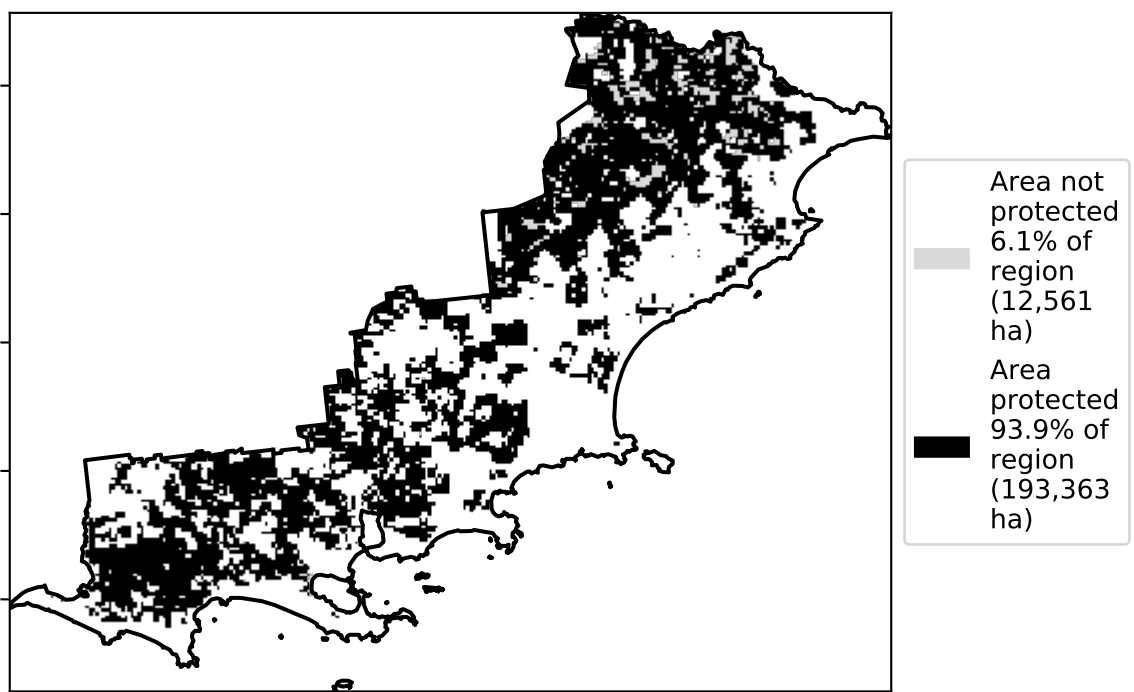 Area not
protected
6.1% of
region
(12,561
ha)
Area
protected
93.9% of
region
(193,363
ha)